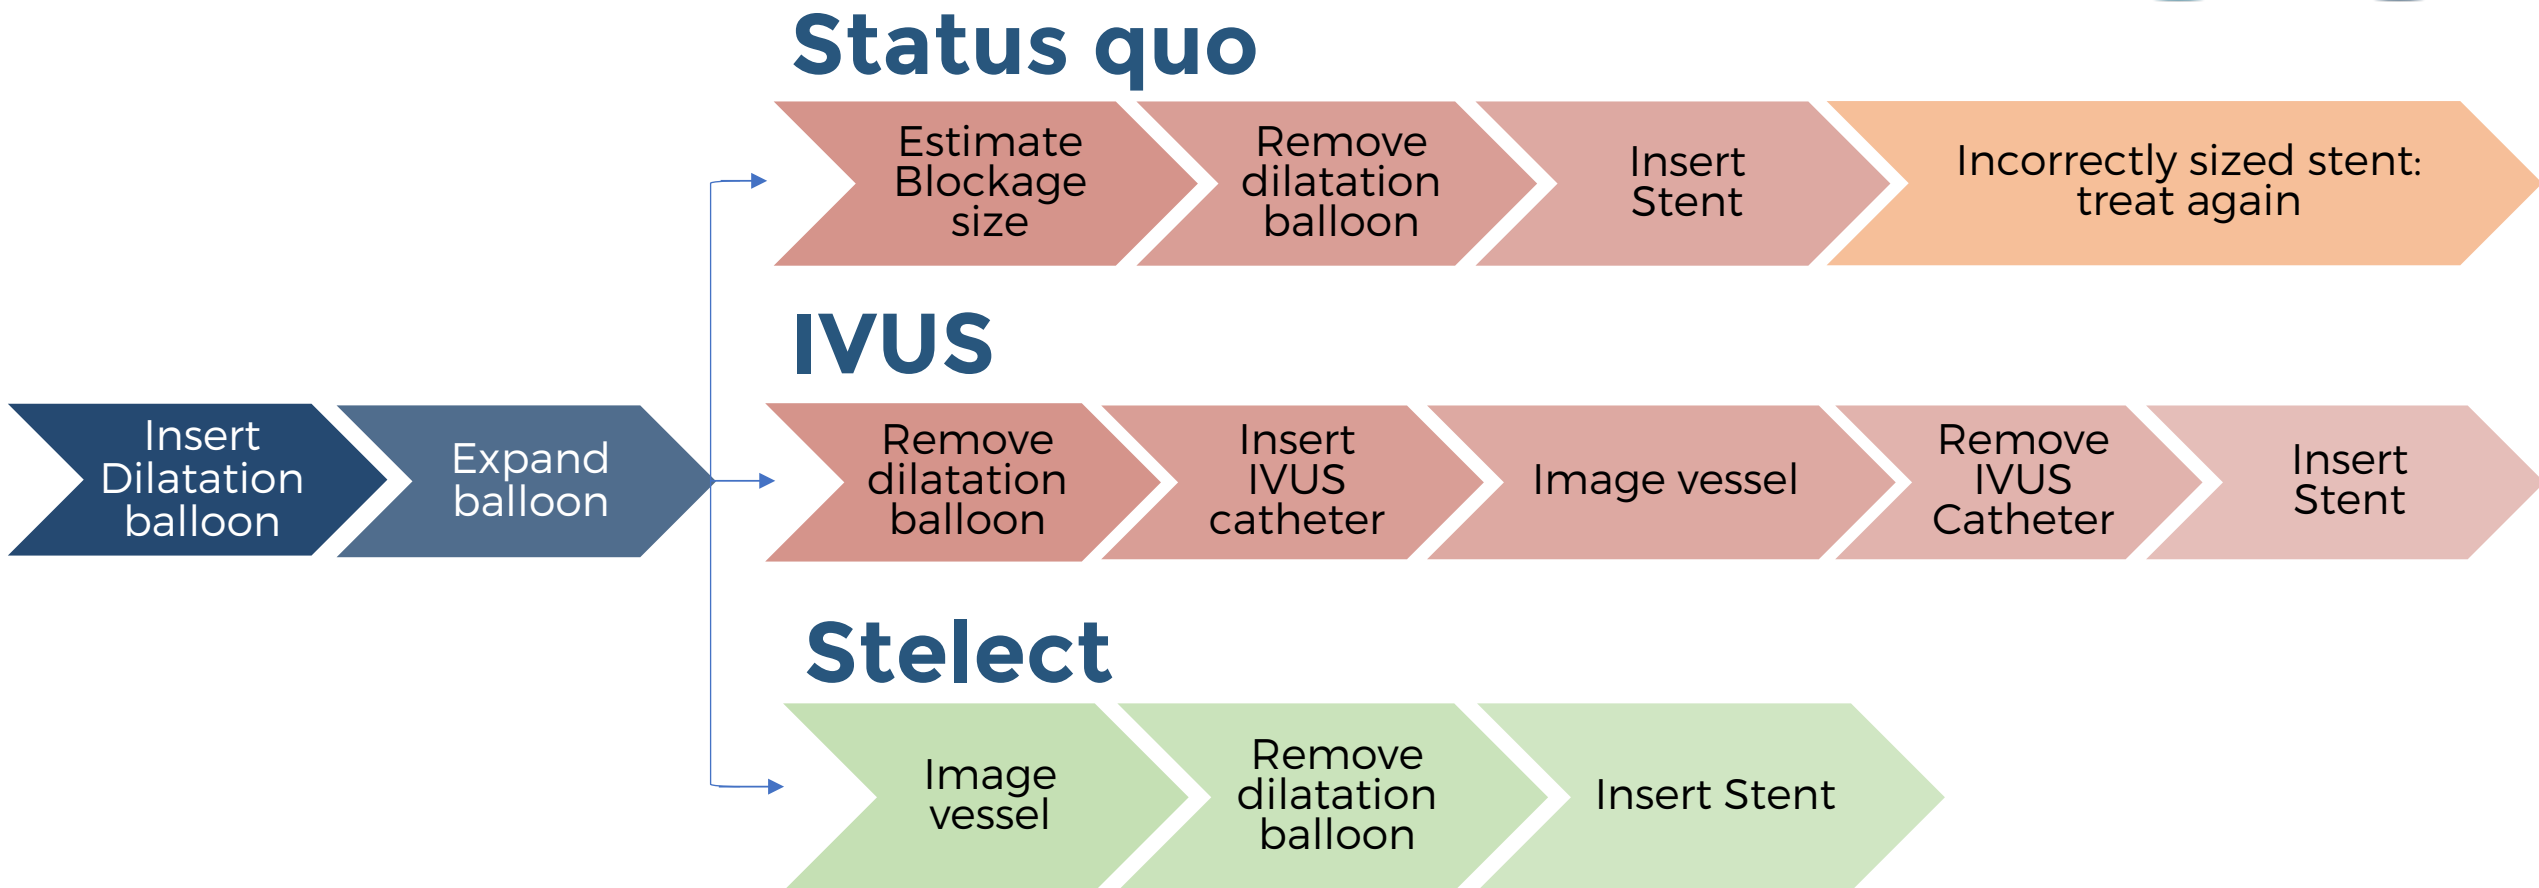 Status quo
Estimate
Blockage
size
Remove
dilatation
balloon
Insert
Stent
Incorrectly sized stent:
treat again
IVUS
Insert
Dilatation
balloon
Expand
balloon
Remove
dilatation
balloon
Insert
IVUS
catheter
Image vessel
Remove
IVUS
Catheter
Insert
Stent
Stelect
Image
vessel
Remove
dilatation
balloon
Insert Stent